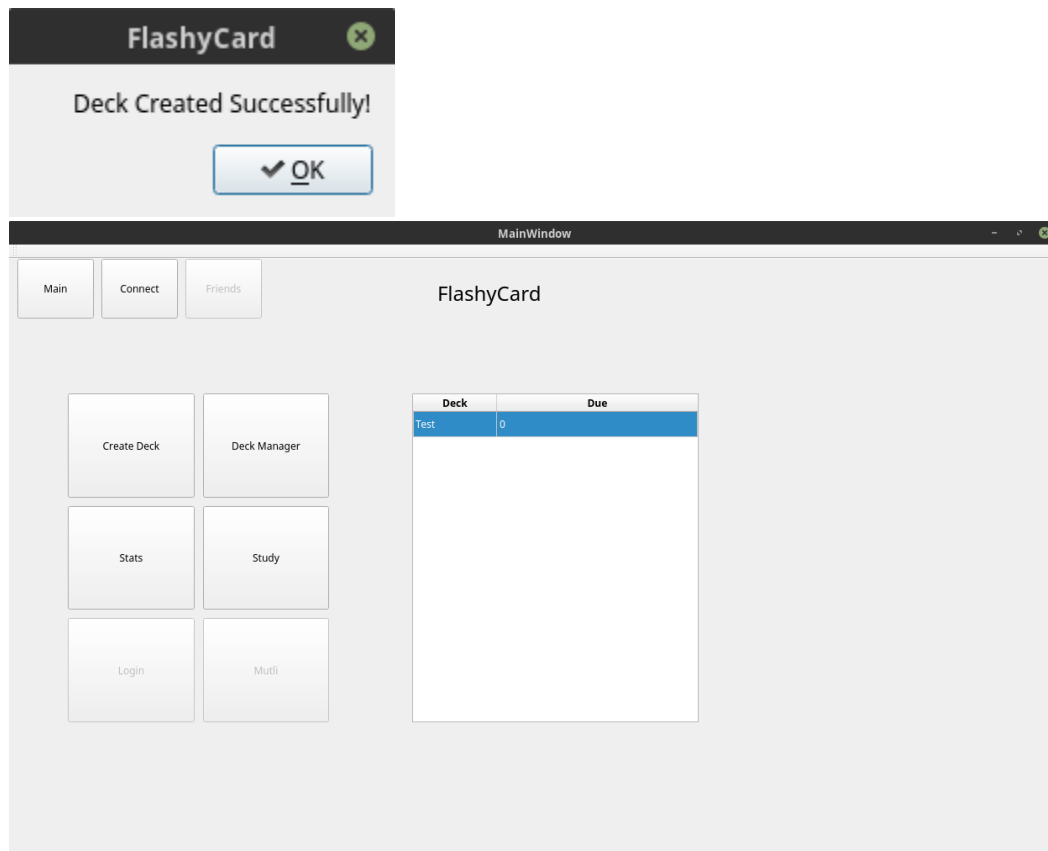 FlashyCard
Deck Created Successfully!
OK
MainWindow
Main Connect Friends
FlashyCard
Create Deck Deck Manager
Stats Study
Login Mutli
Deck Due
Test 0